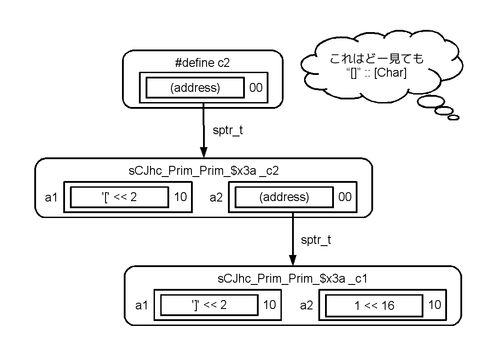 #define c2
(address) 00
これはどー見ても
“[]” :: [Char]
sptr_t
sCJhc_Prim_Prim_$x3a _c2
a1 '[' << 2 10 a2 (address) 00
sptr_t
sCJhc_Prim_Prim_$x3a _c1
a1 ']' << 2 10 a2 1 << 16 10